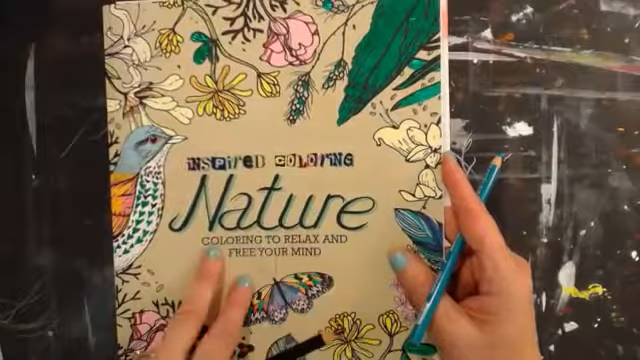 INSPIRED COLORING
Nature
COLORING TO RELAX AND
FREE YOUR MIND